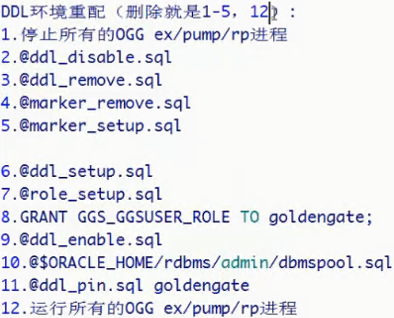 DDL环境重配（删除就是1-5，12）:
1.停止所有的OGG ex/pump/rp进程
2.@ddl_disable.sql
3.@ddl_remove.sql
4.@marker_remove.sql
5.@marker_setup.sql
6.@ddl_setup.sql
7.@role_setup.sql
8.GRANT GGS_GGSUSER_ROLE TO goldengate;
9.@ddl_enable.sql
10.@$ORACLE_HOME/rdbms/admin/dbmspool.sql
11.@ddl_pin.sql goldengate
12.运行所有的OGG ex/pump/rp进程